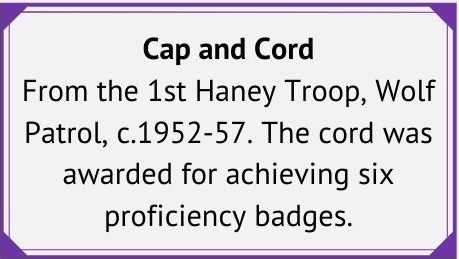 Cap and Cord
From the 1st Haney Troop, Wolf
Patrol, c.1952-57. The cord was
awarded for achieving six
proficiency badges.